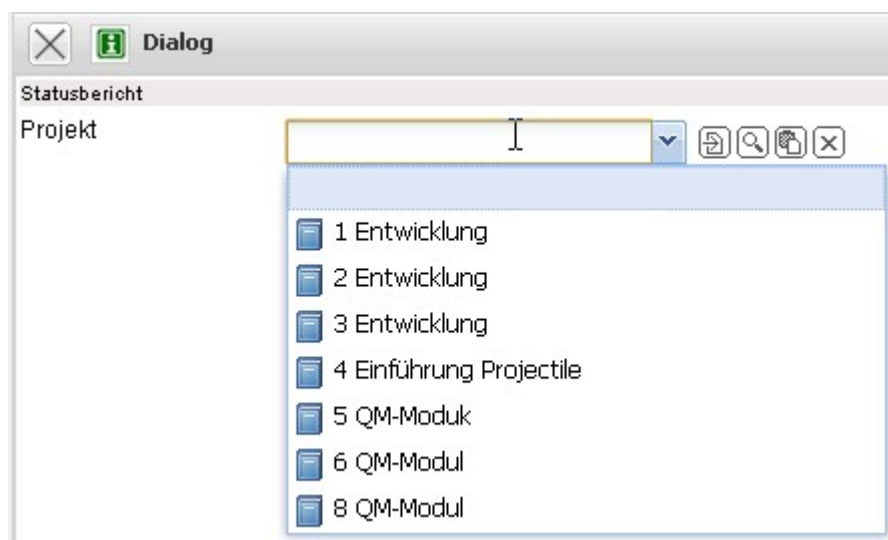 Dialog
Statusbericht
Projekt
1 Entwicklung
2 Entwicklung
3 Entwicklung
4 Einführung Projectile
5 QM-Moduk
6 QM-Modul
8 QM-Modul